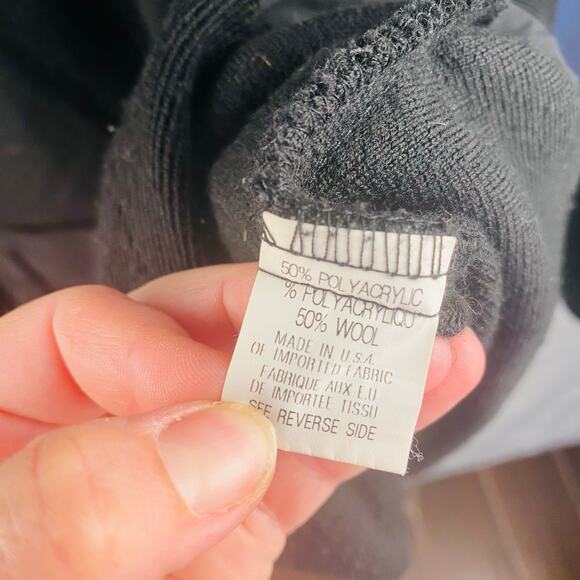 50% POLYACRYLIC
% POLYACRYLIQU
50% WOOL
MADE IN U.S.A.
OF IMPORTED FABRIC
FABRIQUE AUX E.U
DE IMPORTEE TISSU
SEE REVERSE SIDE